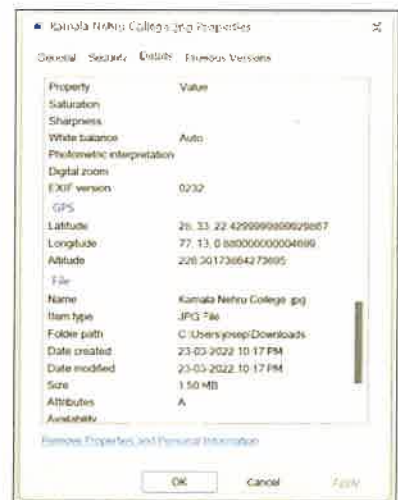 Kamala Nehru College.jpg Properties
General Security Details Previous Versions
Property Value
Saturation
Sharpness
White balance Auto
Photometric interpretation
Digital zoom
EXIF version 0232
GPS
Latitude 28; 33; 22.4299999999929867
Longitude 77; 13; 0.880000000004699
Altitude 226.30173864273695
File
Name Kamala Nehru College.jpg
Item type JPG File
Folder path C:\Users\josep\Downloads
Date created 23-03-2022 10:17 PM
Date modified 23-03-2022 10:17 PM
Size 1.50 MB
Attributes A
Availability
Remove Properties and Personal Information
OK Cancel Apply